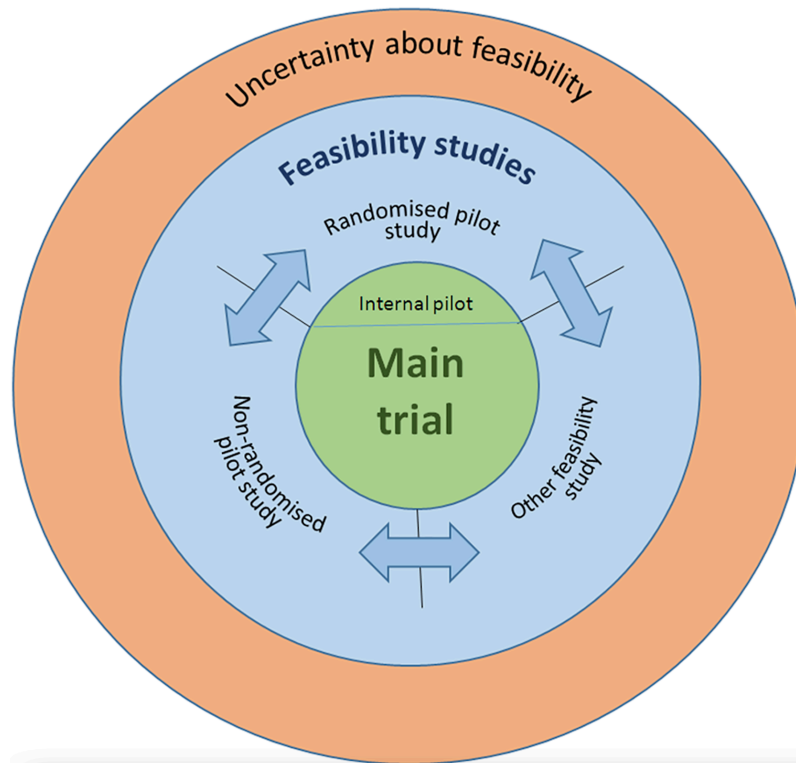 Uncertainty about feasibility
Feasibility studies
Randomised pilot
study
Internal pilot
Main
trial
Non-randomised
pilot study
Other feasibility
study